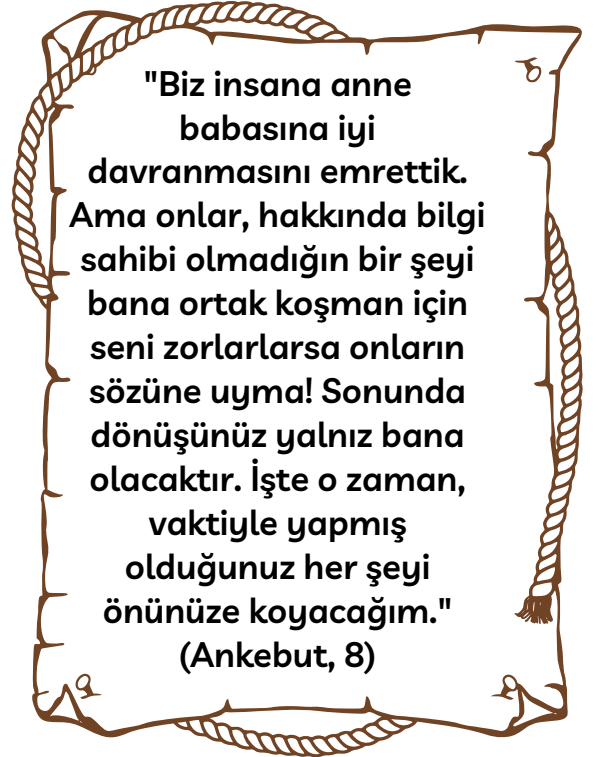 "Biz insana anne
babasına iyi
davranmasını emrettik.
Ama onlar, hakkında bilgi
sahibi olmadığın bir şeyi
bana ortak koşman için
seni zorlarlarsa onların
sözüne uyma! Sonunda
dönüşünüz yalnız bana
olacaktır. İşte o zaman,
vaktiyle yapmış
olduğunuz her şeyi
önünüze koyacağım."
(Ankebut, 8)